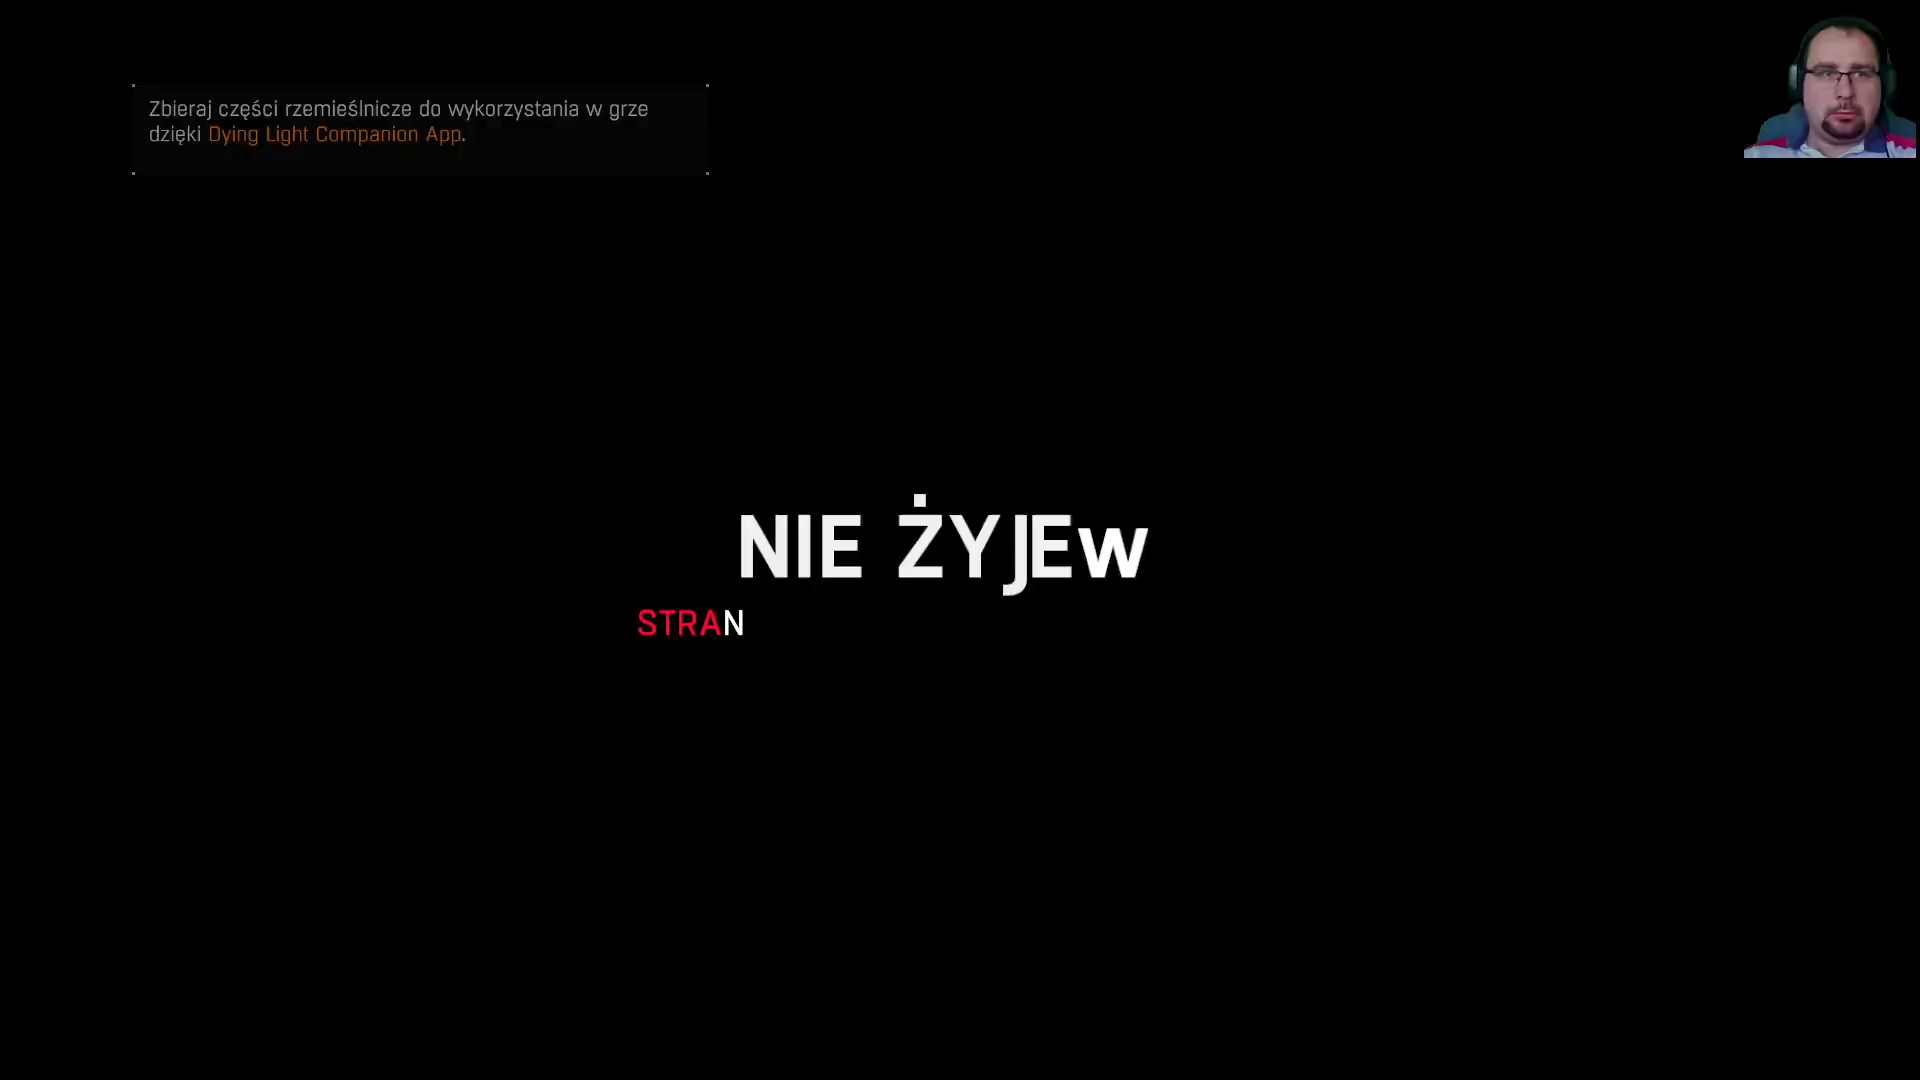 Zbieraj części rzemieślnicze do wykorzystania w grze
dzięki Dying Light Companion App.
NIE ŻYJEw
STRAN